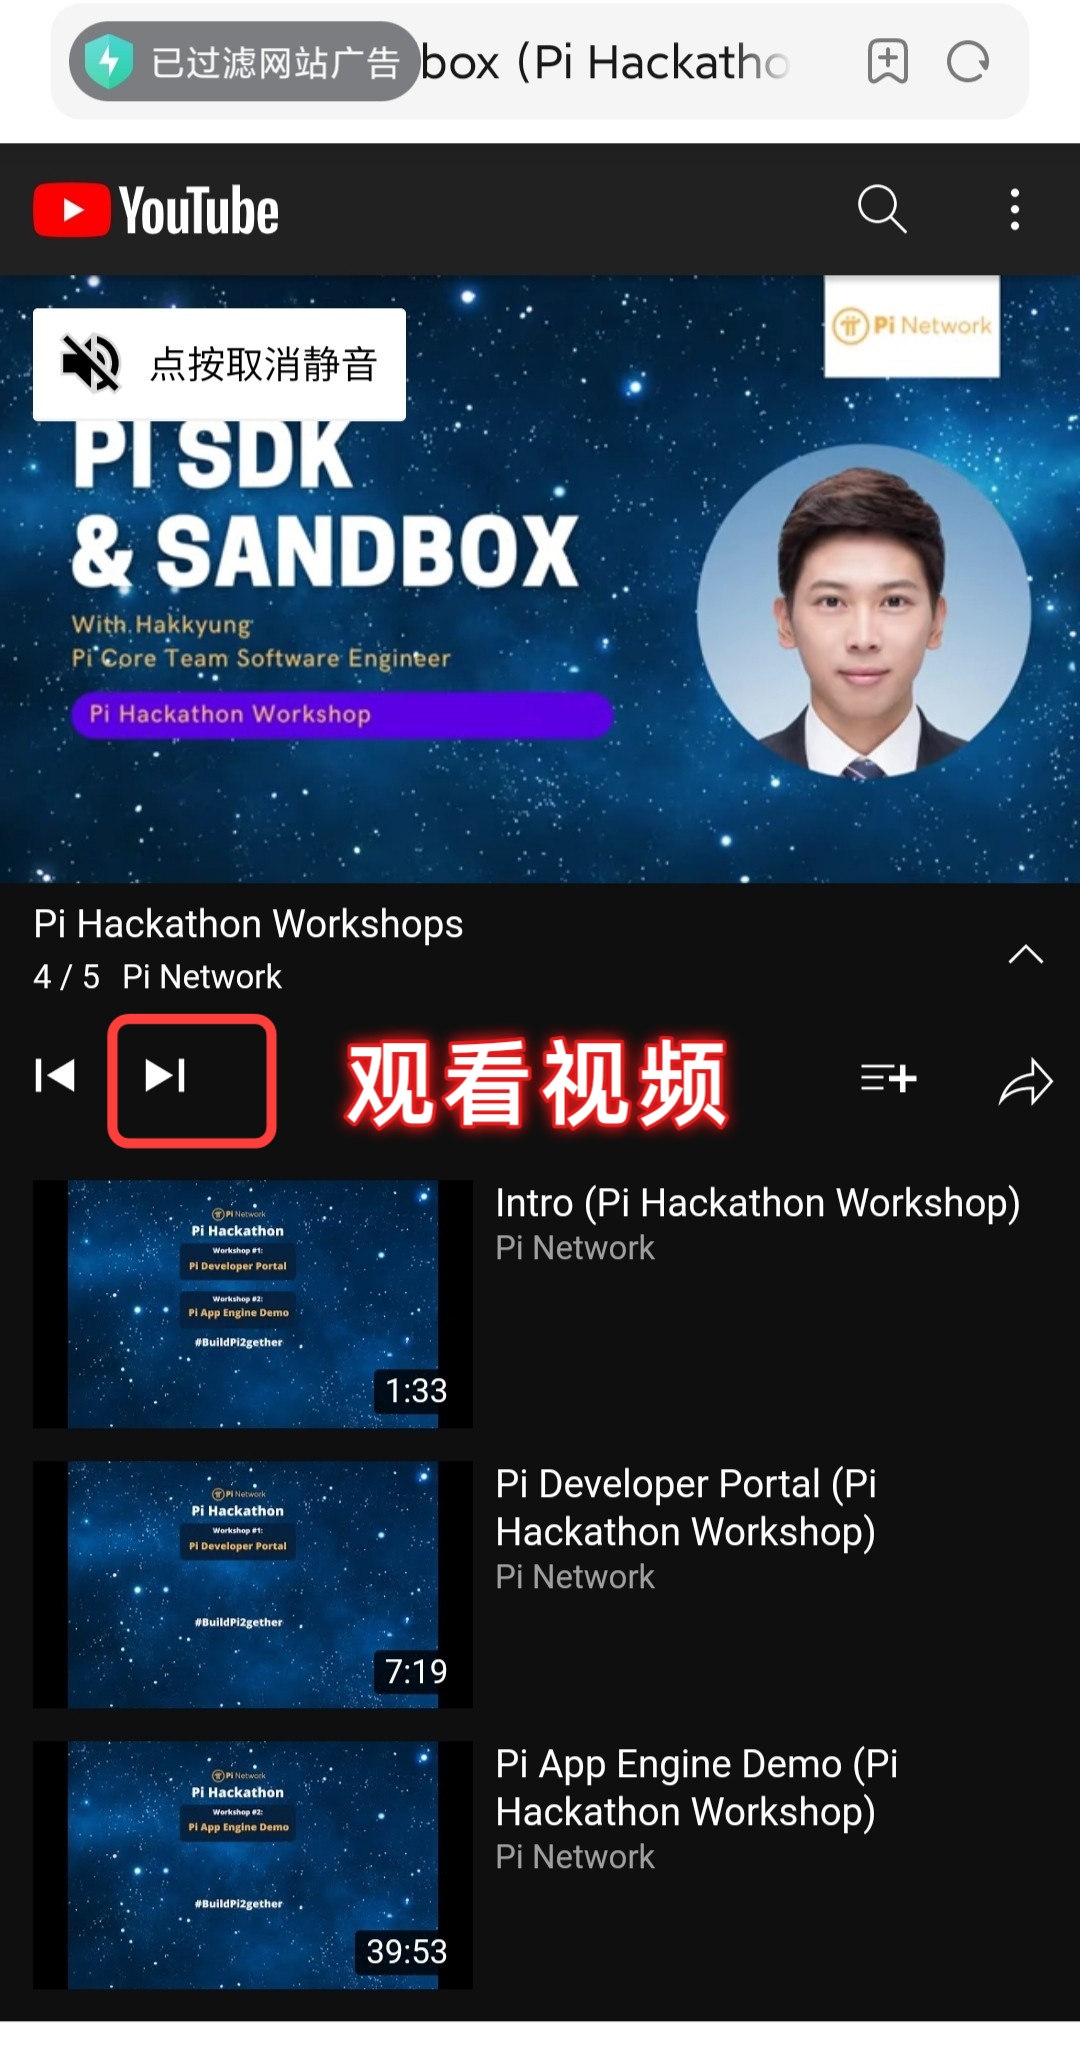 已过滤网站广告 box (Pi Hackatho
YouTube
Pi Network
点按取消静音
PI SDK
& SANDBOX
With Hakkyung
Pi Core Team Software Engineer
Pi Hackathon Workshop
Pi Hackathon Workshops
4 / 5 Pi Network
观看视频
Intro (Pi Hackathon Workshop)
Pi Network
Pi Network
Pi Hackathon
Workshop #1:
Pi Developer Portal
Workshop #2:
Pi App Engine Demo
#BuildPi2gether
1:33
Pi Developer Portal (Pi
Hackathon Workshop)
Pi Network
Pi Network
Pi Hackathon
Workshop #1:
Pi Developer Portal
#BuildPi2gether
7:19
Pi App Engine Demo (Pi
Hackathon Workshop)
Pi Network
Pi Network
Pi Hackathon
Workshop #2:
Pi App Engine Demo
#BuildPi2gether
39:53